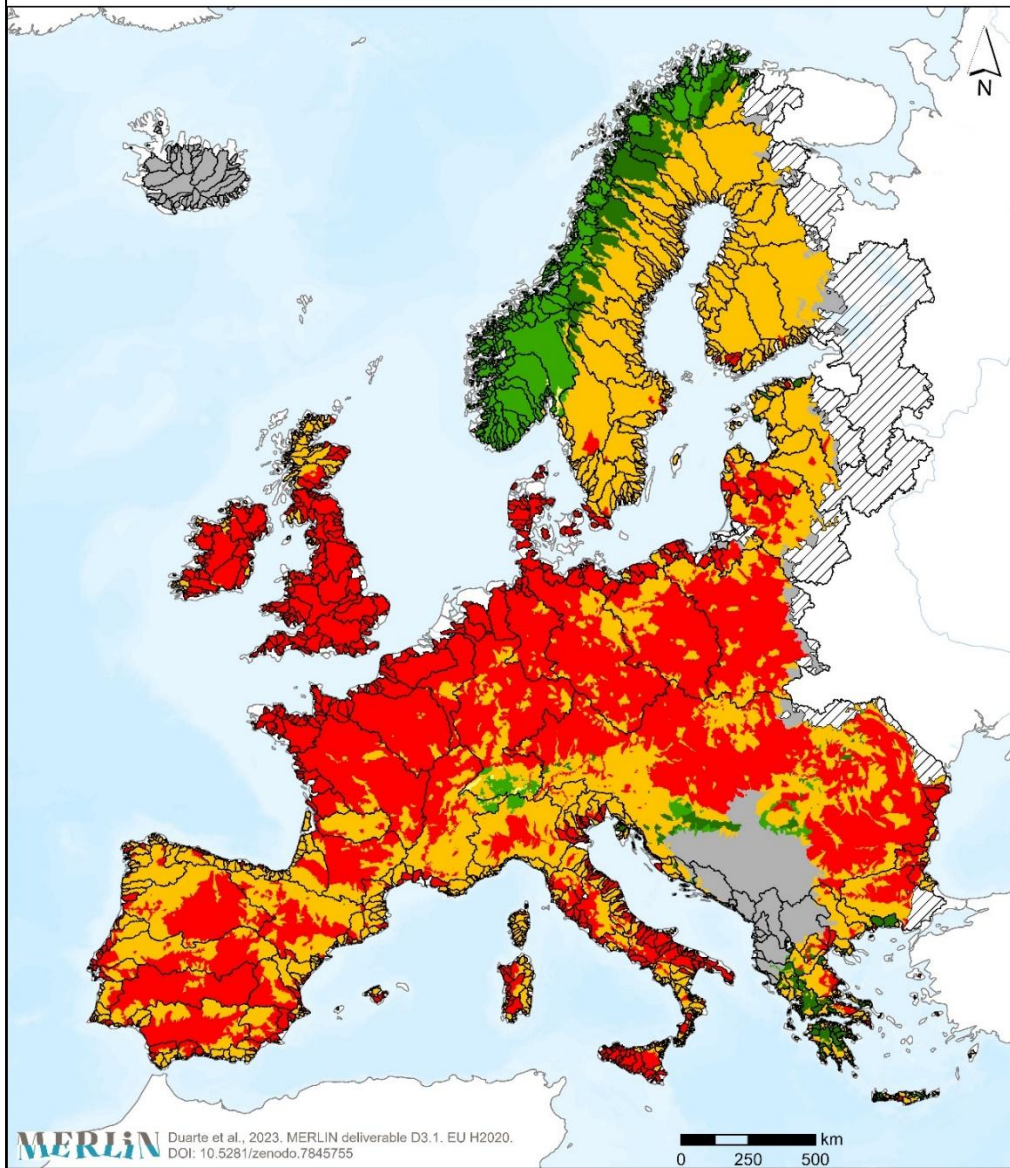 N
MERLiN
Duarte et al., 2023. MERLIN deliverable D3.1. EU H2020.
DOI: 10.5281/zenodo.7845755
km
0 250 500